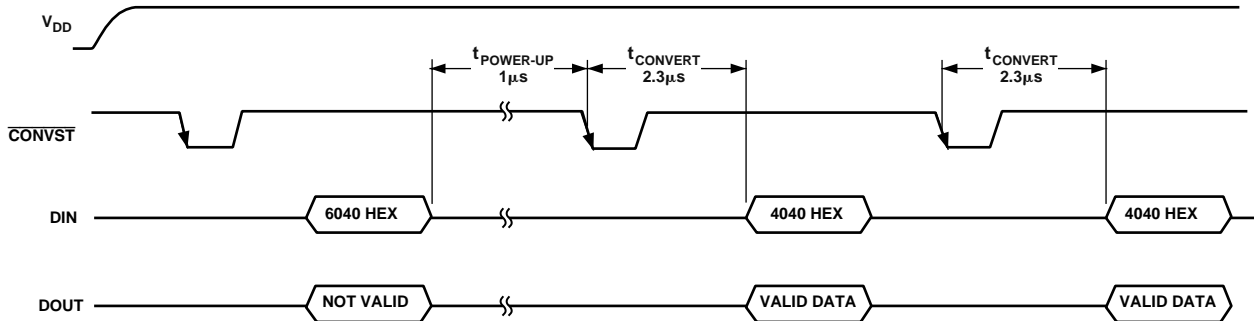 VDD
tPOWER-UP
1µs
tCONVERT
2.3µs
tCONVERT
2.3µs
CONVST
DIN
6040 HEX
4040 HEX
4040 HEX
DOUT
NOT VALID
VALID DATA
VALID DATA